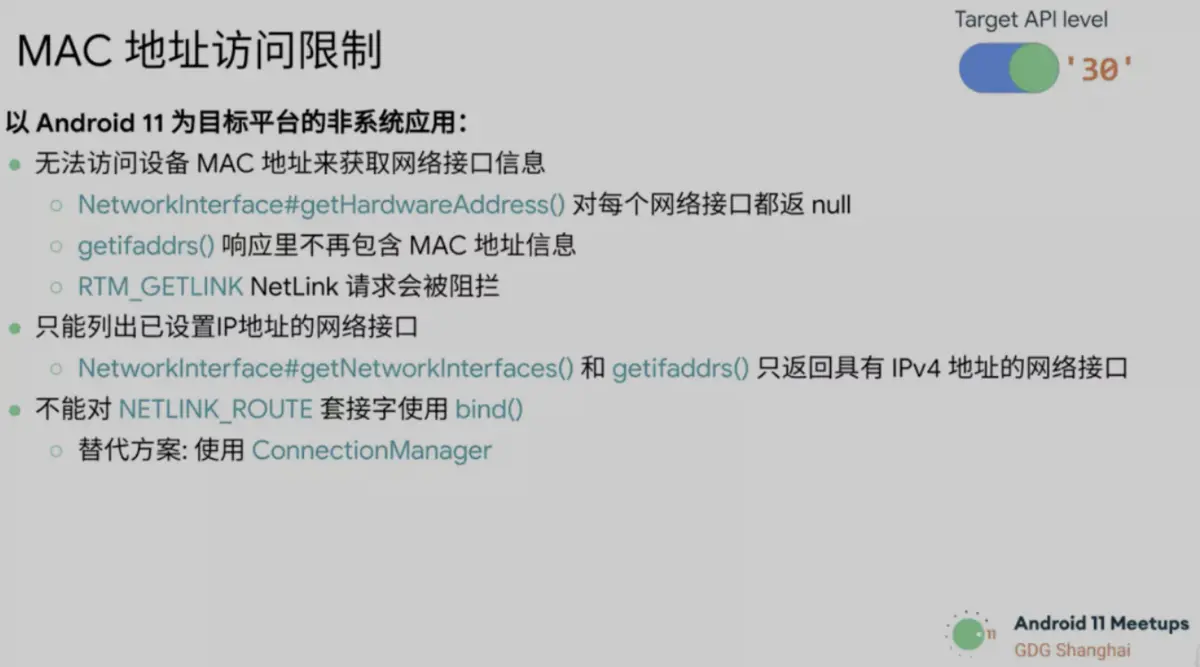 MAC 地址访问限制
Target API level
'30'
以 Android 11 为目标平台的非系统应用：
无法访问设备 MAC 地址来获取网络接口信息
NetworkInterface#getHardwareAddress() 对每个网络接口都返 null
getifaddrs() 响应里不再包含 MAC 地址信息
RTM_GETLINK NetLink 请求会被阻拦
只能列出已设置IP地址的网络接口
NetworkInterface#getNetworkInterfaces() 和 getifaddrs() 只返回具有 IPv4 地址的网络接口
不能对 NETLINK_ROUTE 套接字使用 bind()
替代方案: 使用 ConnectionManager
11
Android 11 Meetups
GDG Shanghai